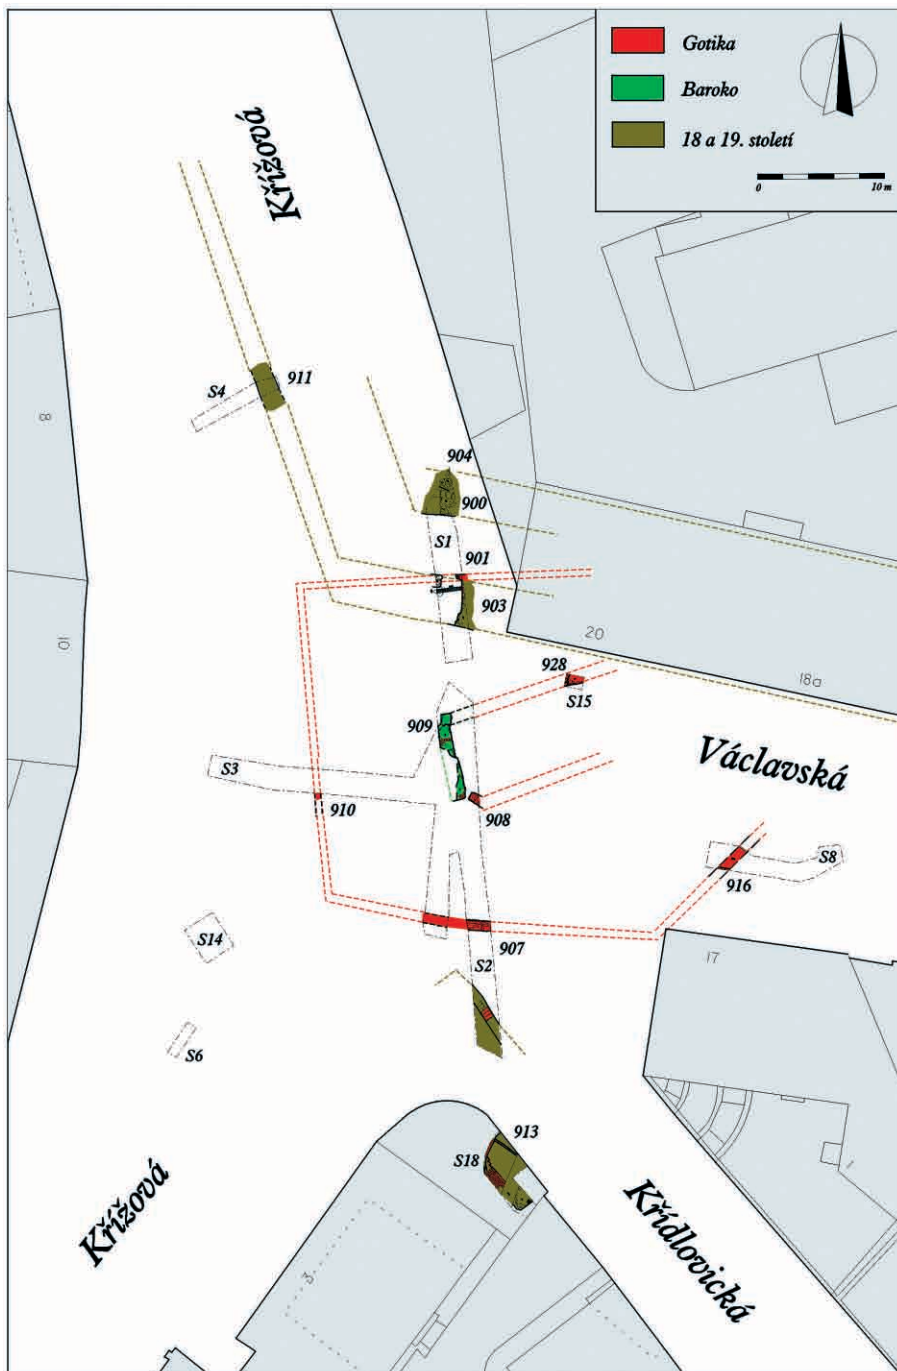 Gotika
Baroko
18 a 19. století
0 10 m
Křížová
S4
911
8
904
900
S1
901
903
10
20
18a
928
S15
909
Václavská
S3
910
908
S8
916
S14
907
17
S2
S6
913
S18
Křížová
Křídlovická
3
1